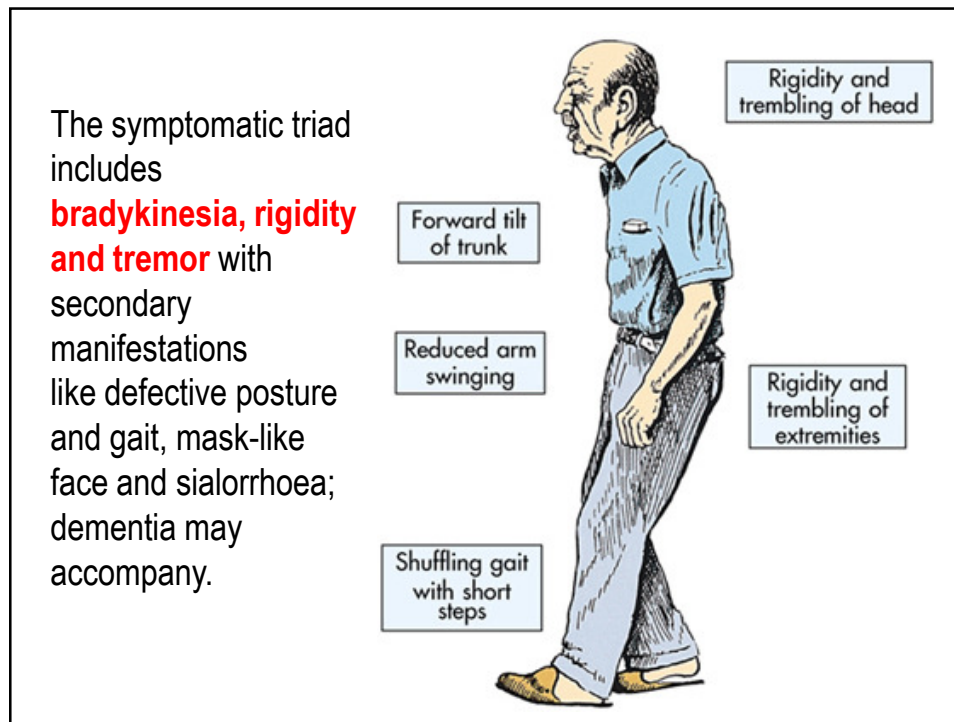 The symptomatic triad
includes
bradykinesia, rigidity
and tremor with
secondary
manifestations
like defective posture
and gait, mask-like
face and sialorrhoea;
dementia may
accompany.
Rigidity and
trembling of head
Forward tilt
of trunk
Reduced arm
swinging
Rigidity and
trembling of
extremities
Shuffling gait
with short
steps